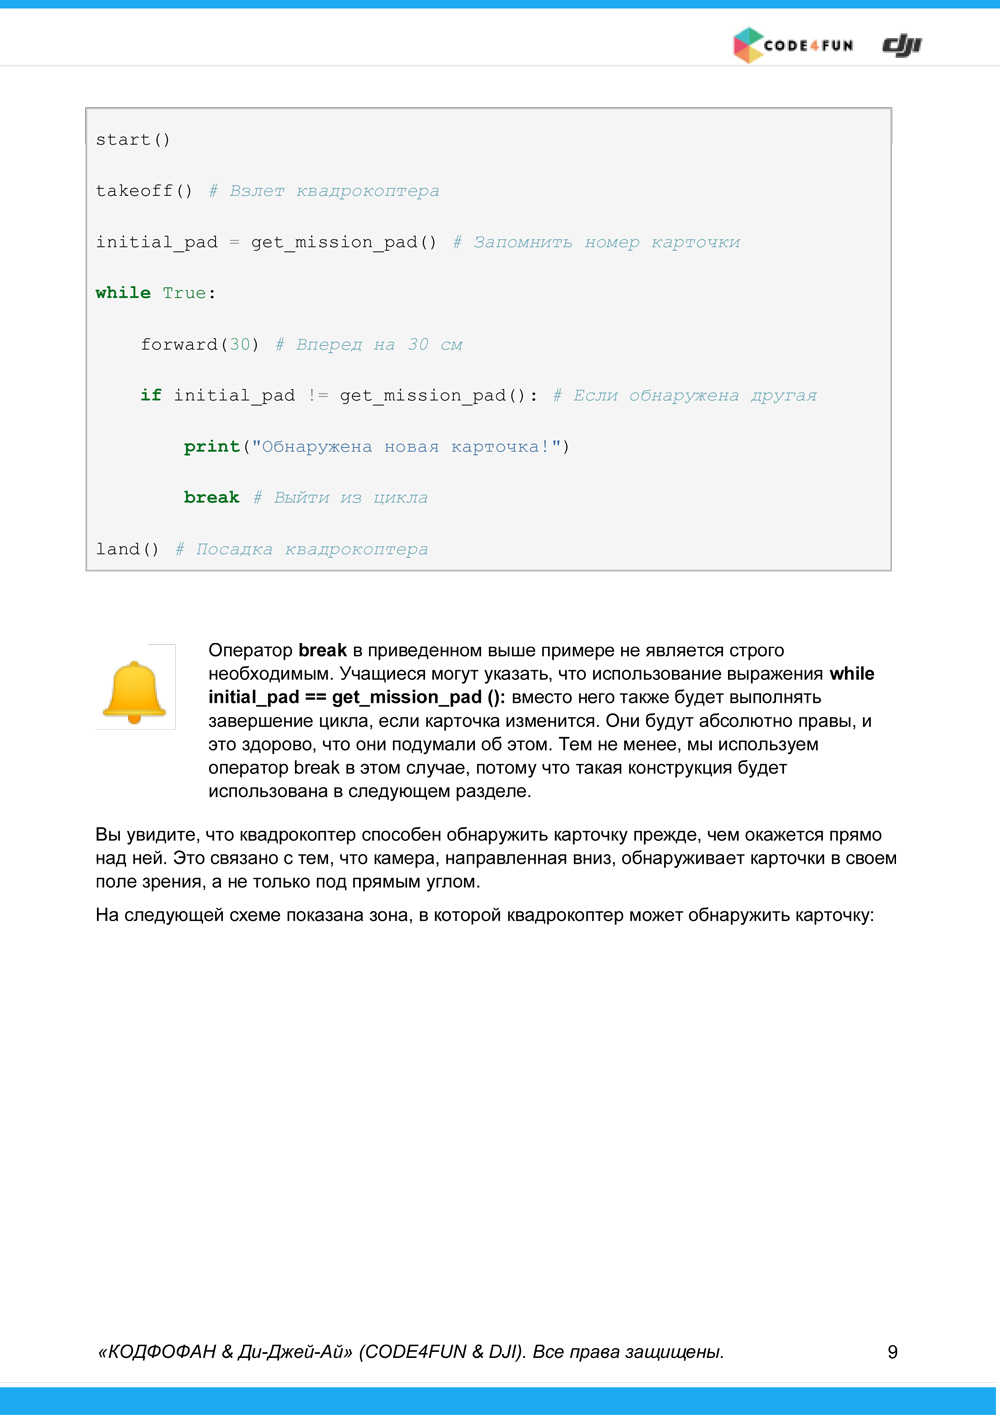 CODE4FUN dji
start()
takeoff() # Взлет квадрокоптера
initial_pad = get_mission_pad() # Запомнить номер карточки
while True:
    forward(30) # Вперед на 30 см
    if initial_pad != get_mission_pad(): # Если обнаружена другая
        print("Обнаружена новая карточка!")
        break # Выйти из цикла
land() # Посадка квадрокоптера
Оператор break в приведенном выше примере не является строго
необходимым. Учащиеся могут указать, что использование выражения while
initial_pad == get_mission_pad (): вместо него также будет выполнять
завершение цикла, если карточка изменится. Они будут абсолютно правы, и
это здорово, что они подумали об этом. Тем не менее, мы используем
оператор break в этом случае, потому что такая конструкция будет
использована в следующем разделе.
Вы увидите, что квадрокоптер способен обнаружить карточку прежде, чем окажется прямо
над ней. Это связано с тем, что камера, направленная вниз, обнаруживает карточки в своем
поле зрения, а не только под прямым углом.
На следующей схеме показана зона, в которой квадрокоптер может обнаружить карточку:
«КОДФОФАН & Ди-Джей-Ай» (CODE4FUN & DJI). Все права защищены. 9